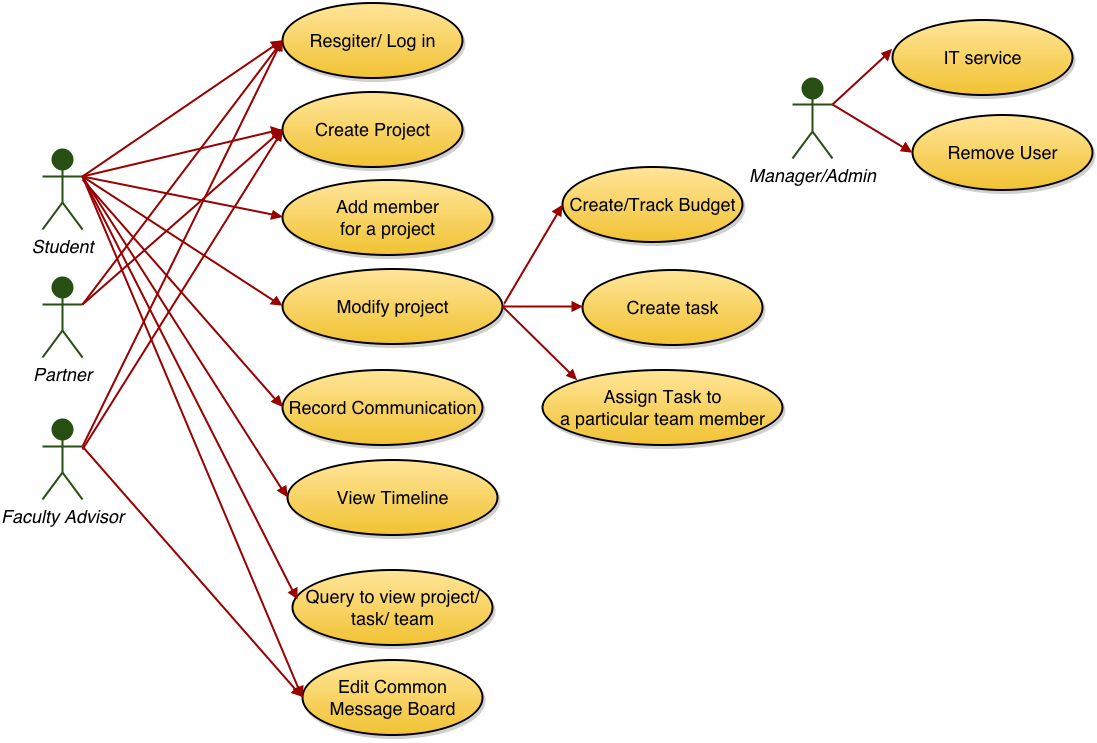 Resgiter/ Log in
Create Project
Add member
for a project
Modify project
Record Communication
View Timeline
Query to view project/
task/ team
Edit Common
Message Board
Student
Partner
Faculty Advisor
Create/Track Budget
Create task
Assign Task to
a particular team member
Manager/Admin
IT service
Remove User